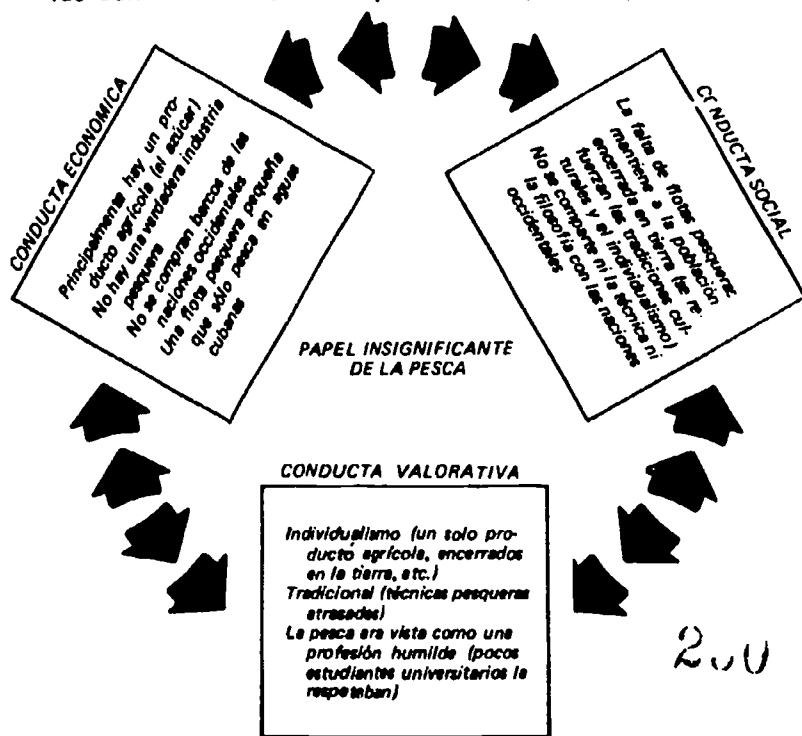 CONDUCTA ECONOMICA
Principalmente hay un pro-
ducto agrícola (el azúcar)
No hay una verdadera industria
pesquera
No se compran barcos de las
naciones occidentales
Una flota pesquera pequeña
que sólo pesca en aguas
cubanas
CONDUCTA SOCIAL
La falta de flotas pesqueras
mantiene a la población
encerrada en tierra (se re-
fuerzan las tradiciones cul-
turales y el individualismo)
No se comparte ni la técnica ni
la filosofía con las naciones
occidentales
PAPEL INSIGNIFICANTE
DE LA PESCA
CONDUCTA VALORATIVA
Individualismo (un solo pro-
ductó agrícola, encerrados
en la tierra, etc.)
Tradicional (técnicas pesqueras
atrasadas)
La pesca era vista como una
profesión humilde (pocos
estudiantes universitarios la
respetaban)